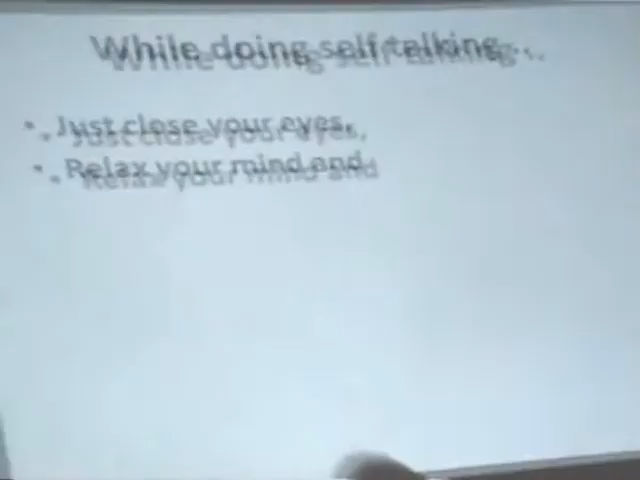 While doing self talking...
• Just close your eyes,
• Relax your mind and